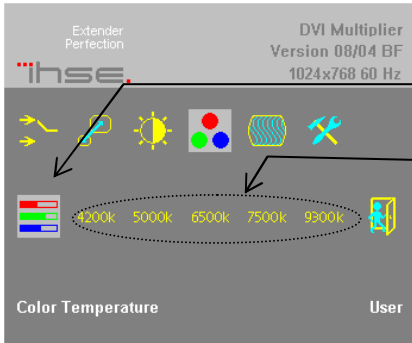 Extender
Perfection
ihse.
DVI Multiplier
Version 08/04 BF
1024x768 60 Hz
4200k 5000k 6500k 7500k 9300k
Color Temperature User